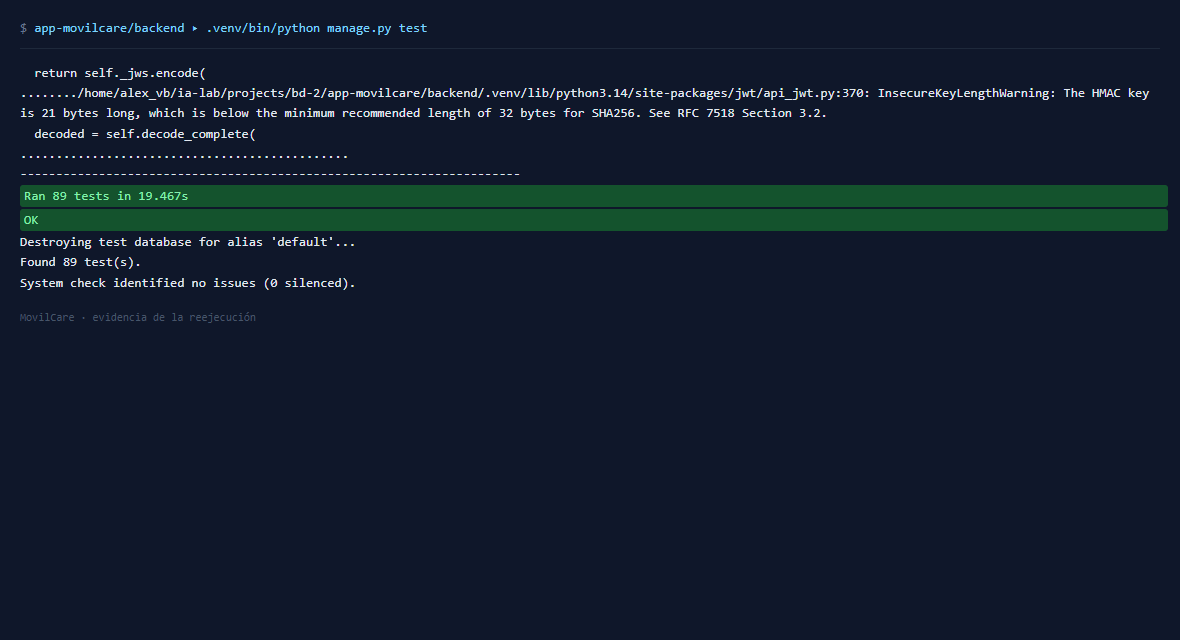 $ app-movilcare/backend ▸ .venv/bin/python manage.py test
return self._jws.encode(
......../home/alex_vb/ia-lab/projects/bd-2/app-movilcare/backend/.venv/lib/python3.14/site-packages/jwt/api_jwt.py:370: InsecureKeyLengthWarning: The HMAC key
is 21 bytes long, which is below the minimum recommended length of 32 bytes for SHA256. See RFC 7518 Section 3.2.
decoded = self.decode_complete(
..............................................
----------------------------------------------------------------------
Ran 89 tests in 19.467s
OK
Destroying test database for alias 'default'...
Found 89 test(s).
System check identified no issues (0 silenced).
MovilCare · evidencia de la reejecución